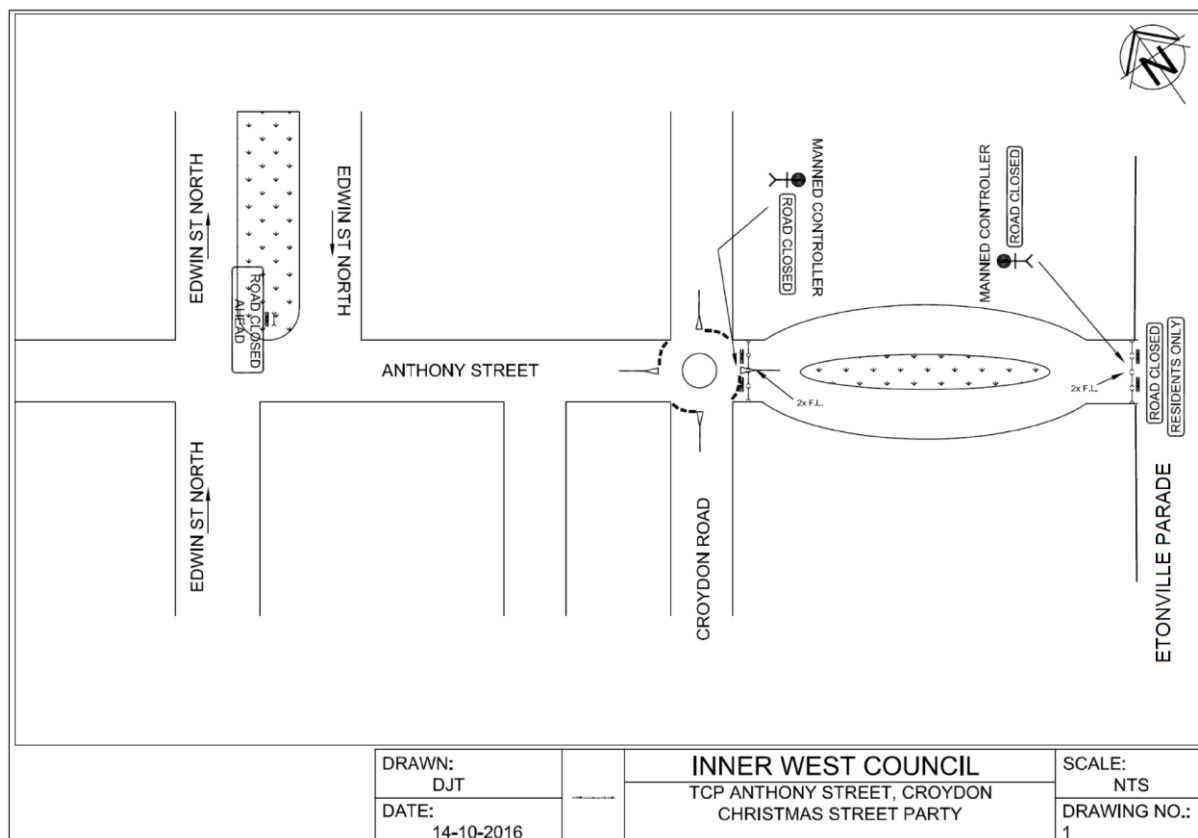 N
EDWIN ST NORTH
EDWIN ST NORTH
ROAD CLOSED
AHEAD
EDWIN ST NORTH
ANTHONY STREET
CROYDON ROAD
MANNED CONTROLLER
ROAD CLOSED
2x F.L.
MANNED CONTROLLER
ROAD CLOSED
2x F.L.
ROAD CLOSED
RESIDENTS ONLY
ETONVILLE PARADE
DRAWN:
DJT
DATE:
14-10-2016
INNER WEST COUNCIL
TCP ANTHONY STREET, CROYDON
CHRISTMAS STREET PARTY
SCALE:
NTS
DRAWING NO.:
1